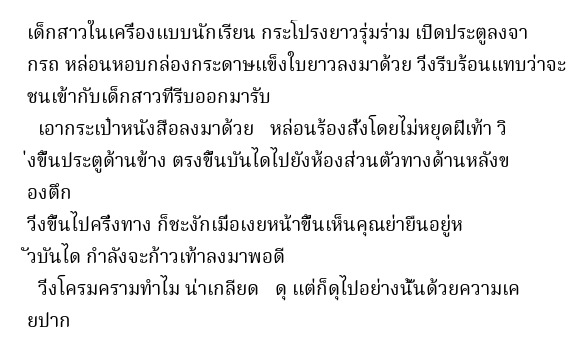 เด็กสาวในเครื่องแบบนักเรียน กระโปรงยาวรุ่มร่าม เปิดประตูลงจา
กรถ หล่อนหอบกล่องกระดาษแข็งใบยาวลงมาด้วย วิ่งรีบร้อนแทบว่าจะ
ชนเข้ากับเด็กสาวที่รีบออกมารับ
เอากระเป๋าหนังสือลงมาด้วย หล่อนร้องสั่งโดยไม่หยุดฝีเท้า วิ
่งขึ้นประตูด้านข้าง ตรงขึ้นบันไดไปยังห้องส่วนตัวทางด้านหลังข
องตึก
วิ่งขึ้นไปครึ่งทาง ก็ชะงักเมื่อเงยหน้าขึ้นเห็นคุณย่ายืนอยู่ห
ัวบันได กำลังจะก้าวเท้าลงมาพอดี
วิ่งโครมครามทำไม น่าเกลียด ดุ แต่ก็ดุไปอย่างนั้นด้วยความเค
ยปาก